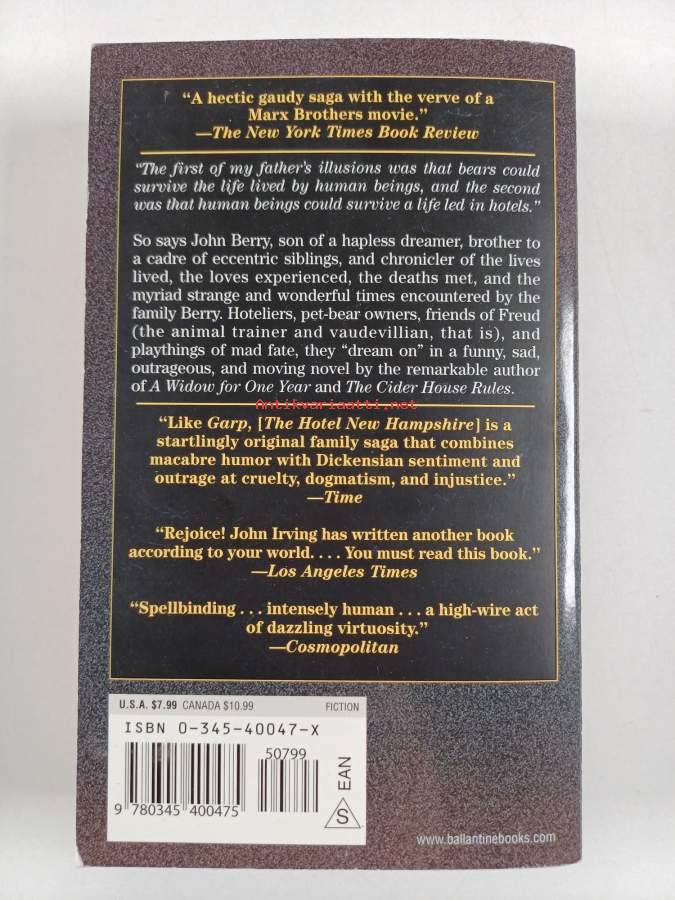 “A hectic gaudy saga with the verve of a
Marx Brothers movie.”
—The New York Times Book Review
“The first of my father's illusions was that bears could
survive the life lived by human beings, and the second
was that human beings could survive a life led in hotels.”
So says John Berry, son of a hapless dreamer, brother to
a cadre of eccentric siblings, and chronicler of the lives
lived, the loves experienced, the deaths met, and the
myriad strange and wonderful times encountered by the
family Berry. Hoteliers, pet-bear owners, friends of Freud
(the animal trainer and vaudevillian, that is), and
playthings of mad fate, they “dream on” in a funny, sad,
outrageous, and moving novel by the remarkable author
of A Widow for One Year and The Cider House Rules.
Antikvariaatti.net
“Like Garp, [The Hotel New Hampshire] is a
startlingly original family saga that combines
macabre humor with Dickensian sentiment and
outrage at cruelty, dogmatism, and injustice.”
—Time
“Rejoice! John Irving has written another book
according to your world. . . . You must read this book.”
—Los Angeles Times
“Spellbinding . . . intensely human . . . a high-wire act
of dazzling virtuosity.”
—Cosmopolitan
U.S.A. $7.99 CANADA $10.99 FICTION
ISBN 0-345-40047-X
50799
9 780345 400475
EAN
S
www.ballantinebooks.com